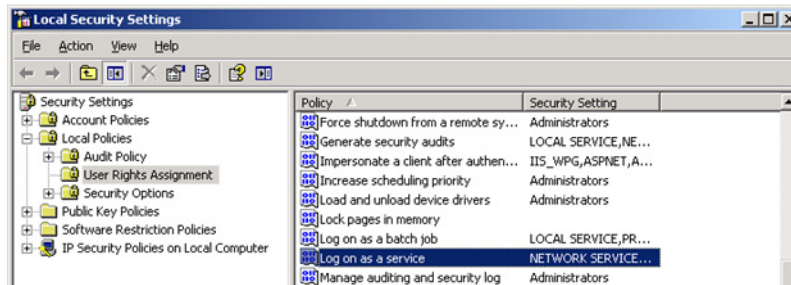 Local Security Settings
File Action View Help
Security Settings
Account Policies
Local Policies
Audit Policy
User Rights Assignment
Security Options
Public Key Policies
Software Restriction Policies
IP Security Policies on Local Computer
Policy Security Setting
Force shutdown from a remote sy... Administrators
Generate security audits LOCAL SERVICE,NE...
Impersonate a client after authen... IIS_WPG,ASPNET,A...
Increase scheduling priority Administrators
Load and unload device drivers Administrators
Lock pages in memory
Log on as a batch job LOCAL SERVICE,PR...
Log on as a service NETWORK SERVICE...
Manage auditing and security log Administrators